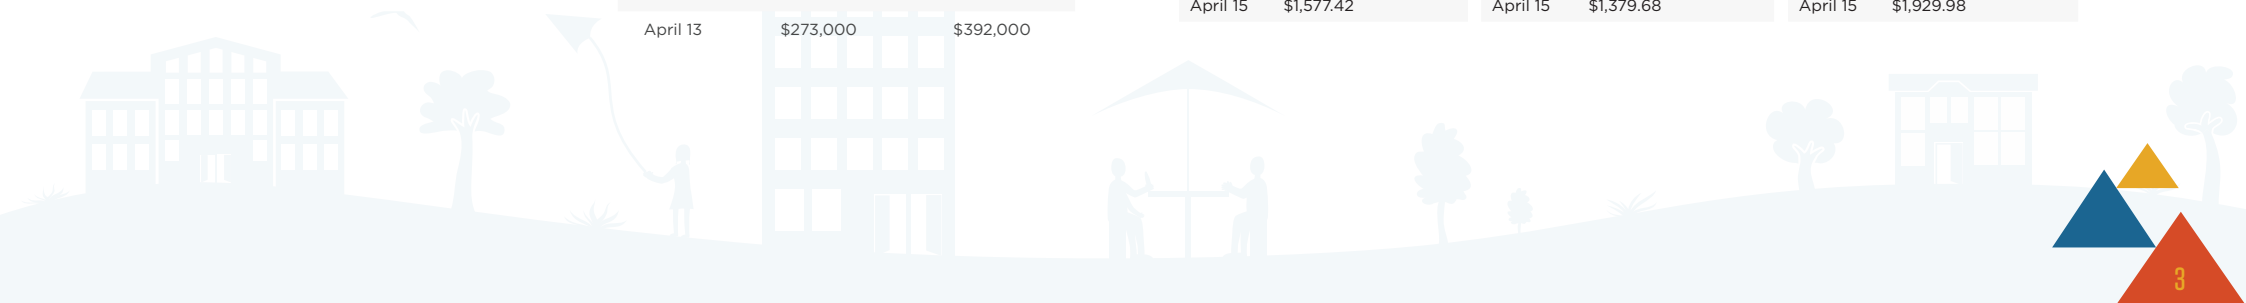 April 15 $1,577.42 April 15 $1,379.68 April 15 $1,929.98
April 13 $273,000 $392,000
3